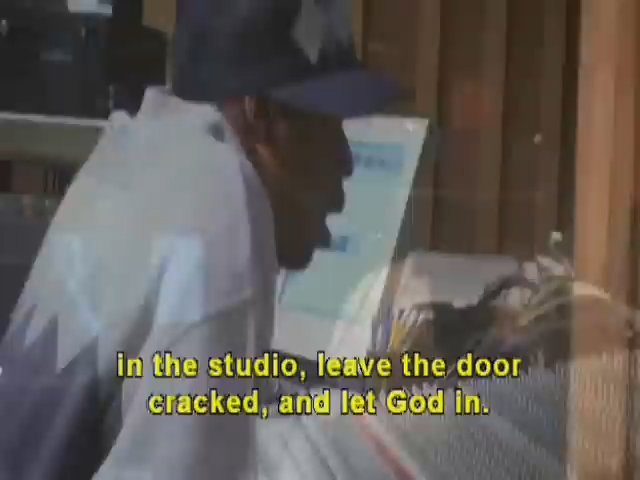 in the studio, leave the door
cracked, and let God in.